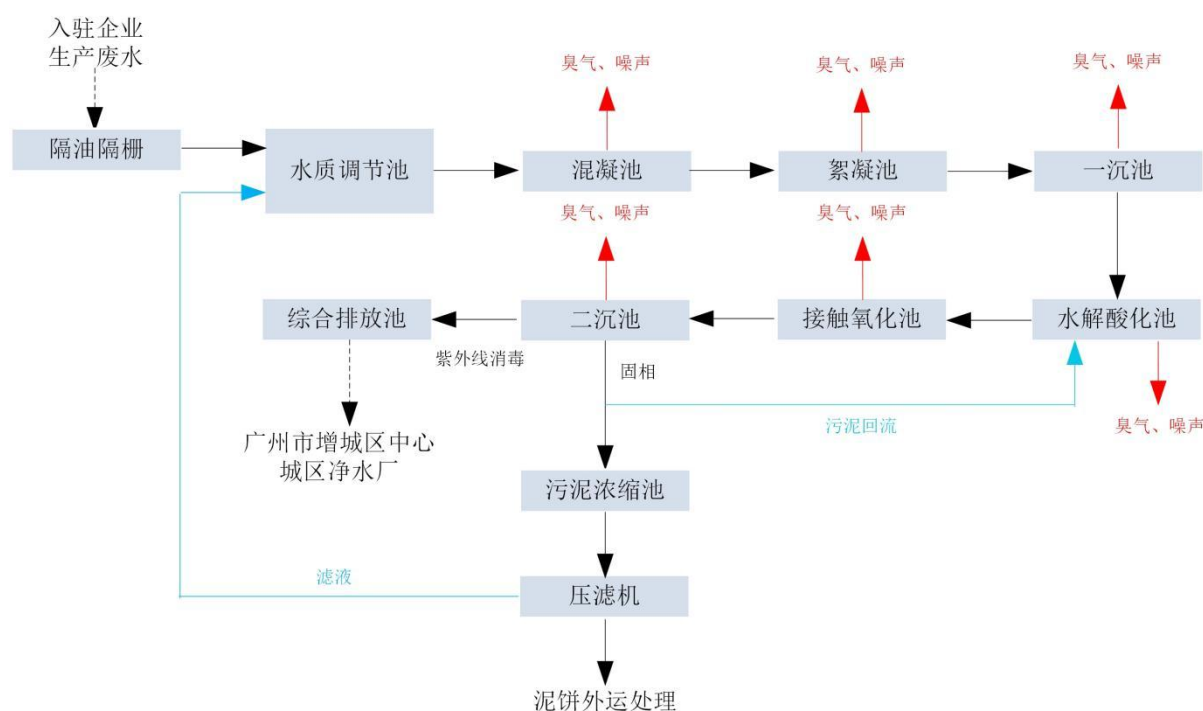 入驻企业
生产废水
臭气、噪声
臭气、噪声
臭气、噪声
隔油隔栅
水质调节池
混凝池
絮凝池
一沉池
臭气、噪声
臭气、噪声
综合排放池
二沉池
接触氧化池
水解酸化池
紫外线消毒
固相
污泥回流
臭气、噪声
广州市增城区中心
城区净水厂
污泥浓缩池
滤液
压滤机
泥饼外运处理